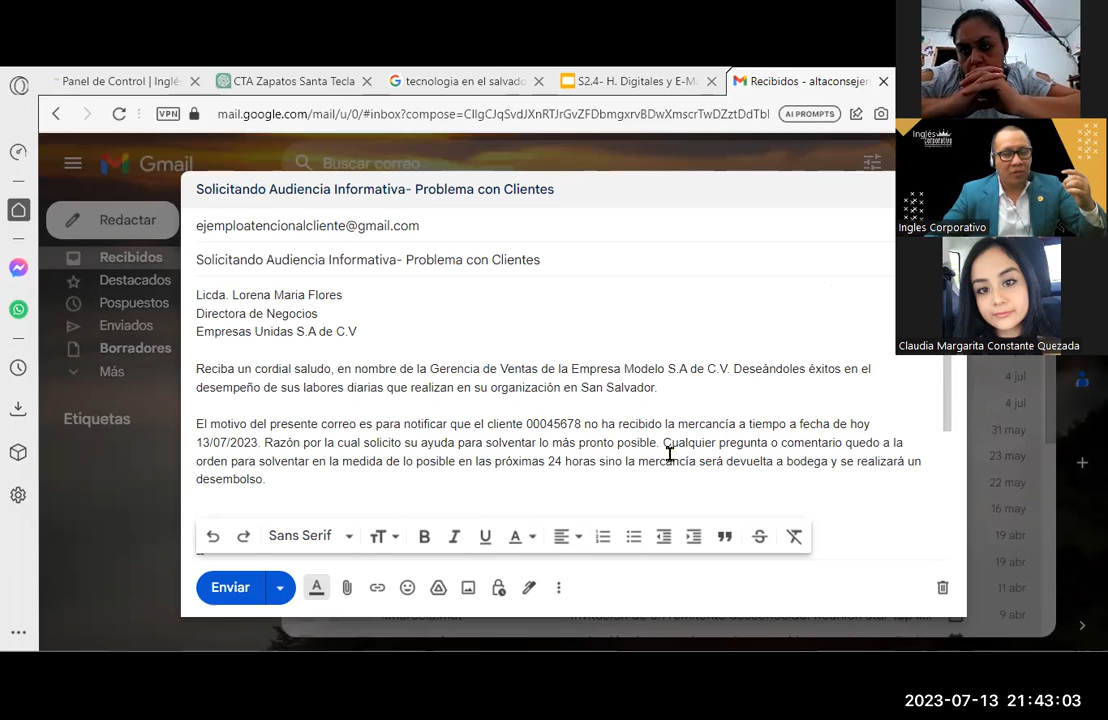 Panel de Control | Inglé
CTA Zapatos Santa Tecla
tecnologia en el salvado
S2.4- H. Digitales y E-Ma
Recibidos - altaconsejer
VPN
mail.google.com/mail/u/0/#inbox?compose=CllgCJqSvdJXnRTJrGvZFDbmgxrvBDwXmscrTwDZztDdTbl
AI PROMPTS
Gmail
Buscar correo
Redactar
Recibidos
Destacados
Pospuestos
Enviados
Borradores
Más
Etiquetas
Solicitando Audiencia Informativa- Problema con Clientes
ejemploatencionalcliente@gmail.com
Solicitando Audiencia Informativa- Problema con Clientes
Licda. Lorena Maria Flores
Directora de Negocios
Empresas Unidas S.A de C.V
Reciba un cordial saludo, en nombre de la Gerencia de Ventas de la Empresa Modelo S.A de C.V. Deseándoles éxitos en el
desempeño de sus labores diarias que realizan en su organización en San Salvador.
El motivo del presente correo es para notificar que el cliente 00045678 no ha recibido la mercancía a tiempo a fecha de hoy
13/07/2023. Razón por la cual solicito su ayuda para solventar lo más pronto posible. Cualquier pregunta o comentario quedo a la
orden para solventar en la medida de lo posible en las próximas 24 horas sino la mercancía será devuelta a bodega y se realizará un
desembolso.
Sans Serif
Enviar
4 jul
4 jul
31 may
23 may
22 may
16 may
19 abr
19 abr
11 abr
9 abr
Inglés
Corporativo
Ingles Corporativo
Claudia Margarita Constante Quezada
2023-07-13 21:43:03